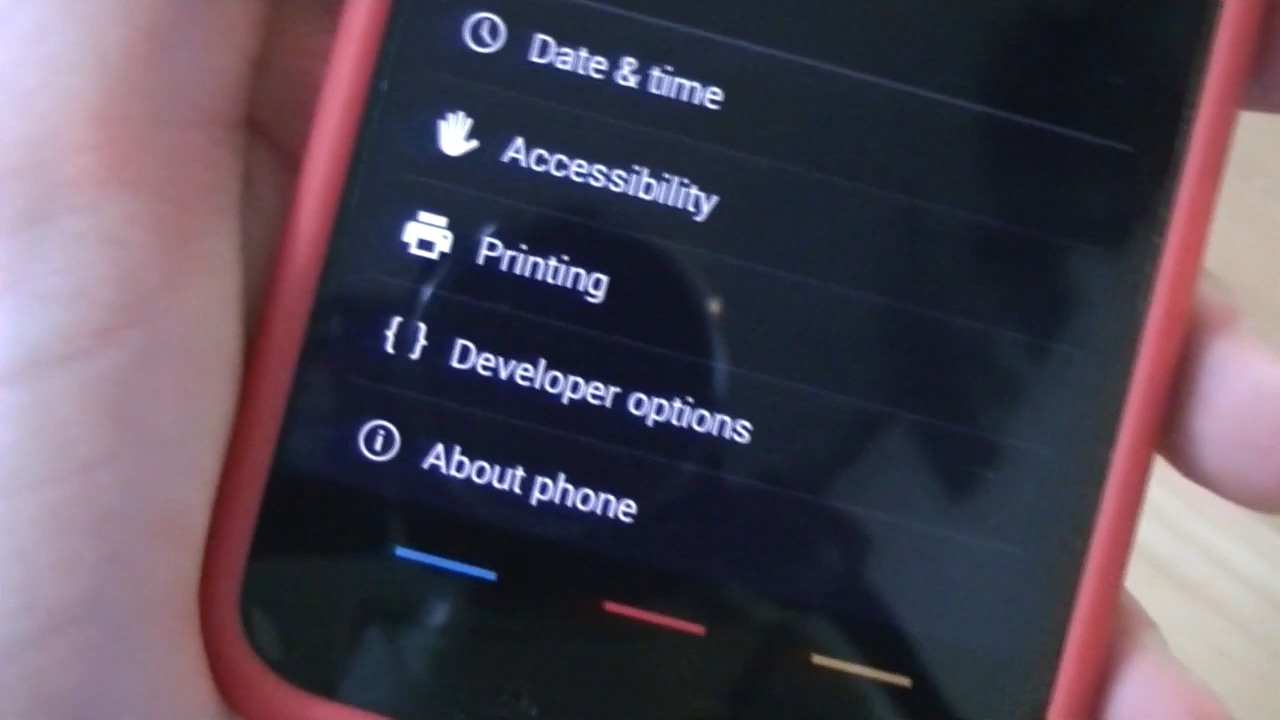 Date & time
Accessibility
Printing
Developer options
About phone